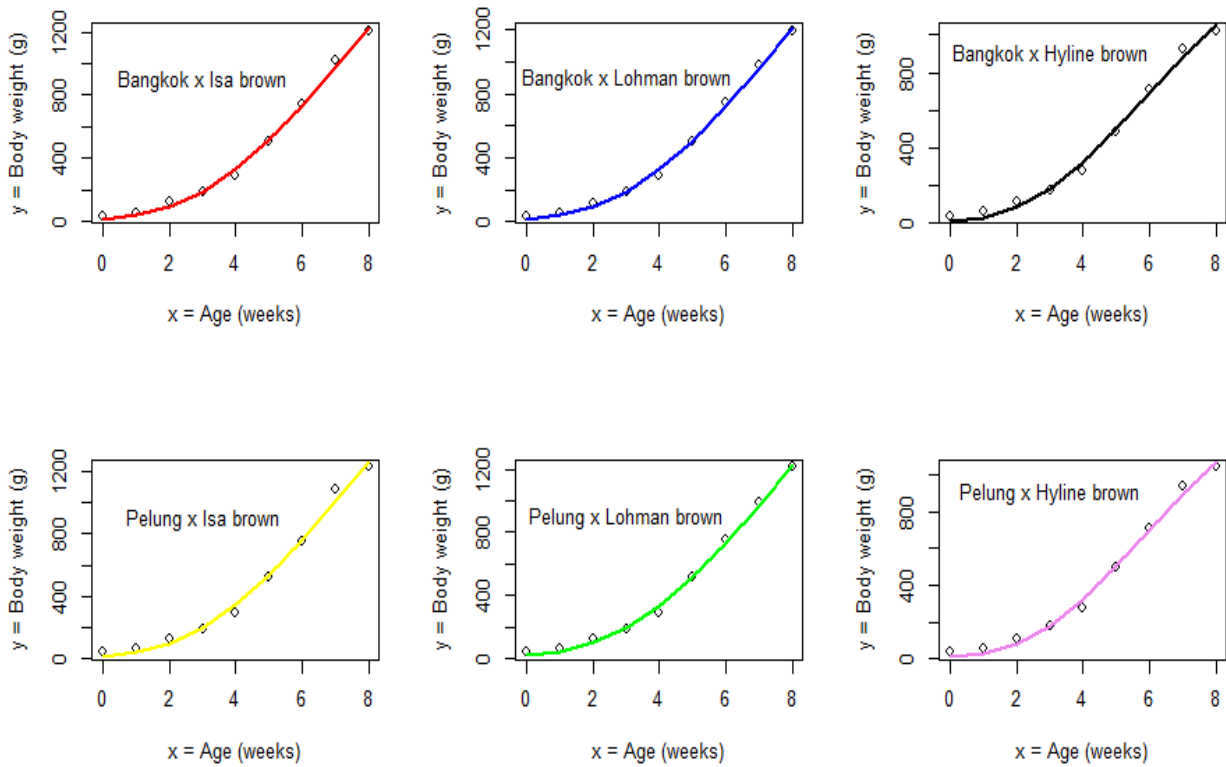 y = Body weight (g)
0 400 800 1200
Bangkok x Isa brown
0 2 4 6 8
x = Age (weeks)
y = Body weight (g)
0 400 800 1200
Bangkok x Lohman brown
0 2 4 6 8
x = Age (weeks)
y = Body weight (g)
0 400 800
Bangkok x Hyline brown
0 2 4 6 8
x = Age (weeks)
y = Body weight (g)
0 400 800 1200
Pelung x Isa brown
0 2 4 6 8
x = Age (weeks)
y = Body weight (g)
0 400 800 1200
Pelung x Lohman brown
0 2 4 6 8
x = Age (weeks)
y = Body weight (g)
0 400 800
Pelung x Hyline brown
0 2 4 6 8
x = Age (weeks)